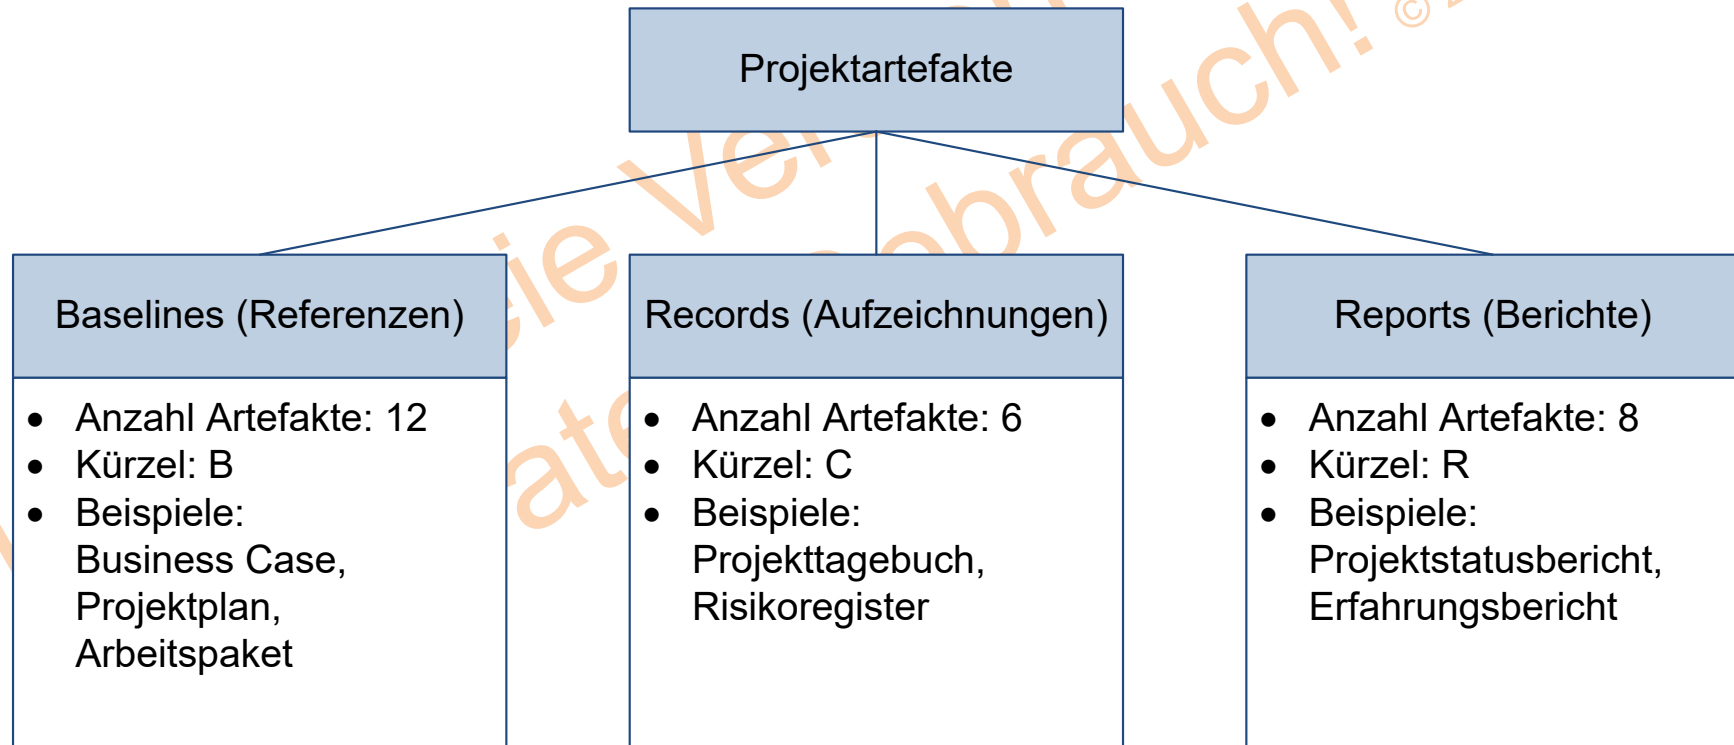 Projektartefakte
Baselines (Referenzen)
• Anzahl Artefakte: 12
• Kürzel: B
• Beispiele:
Business Case,
Projektplan,
Arbeitspaket
Records (Aufzeichnungen)
• Anzahl Artefakte: 6
• Kürzel: C
• Beispiele:
Projekttagebuch,
Risikoregister
Reports (Berichte)
• Anzahl Artefakte: 8
• Kürzel: R
• Beispiele:
Projektstatusbericht,
Erfahrungsbericht